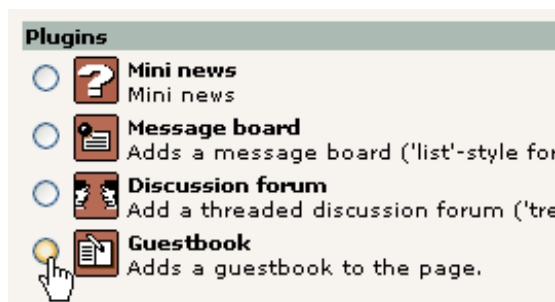 Plugins
Mini news
Mini news
Message board
Adds a message board ('list'-style for
Discussion forum
Add a threaded discussion forum ('tre
Guestbook
Adds a guestbook to the page.